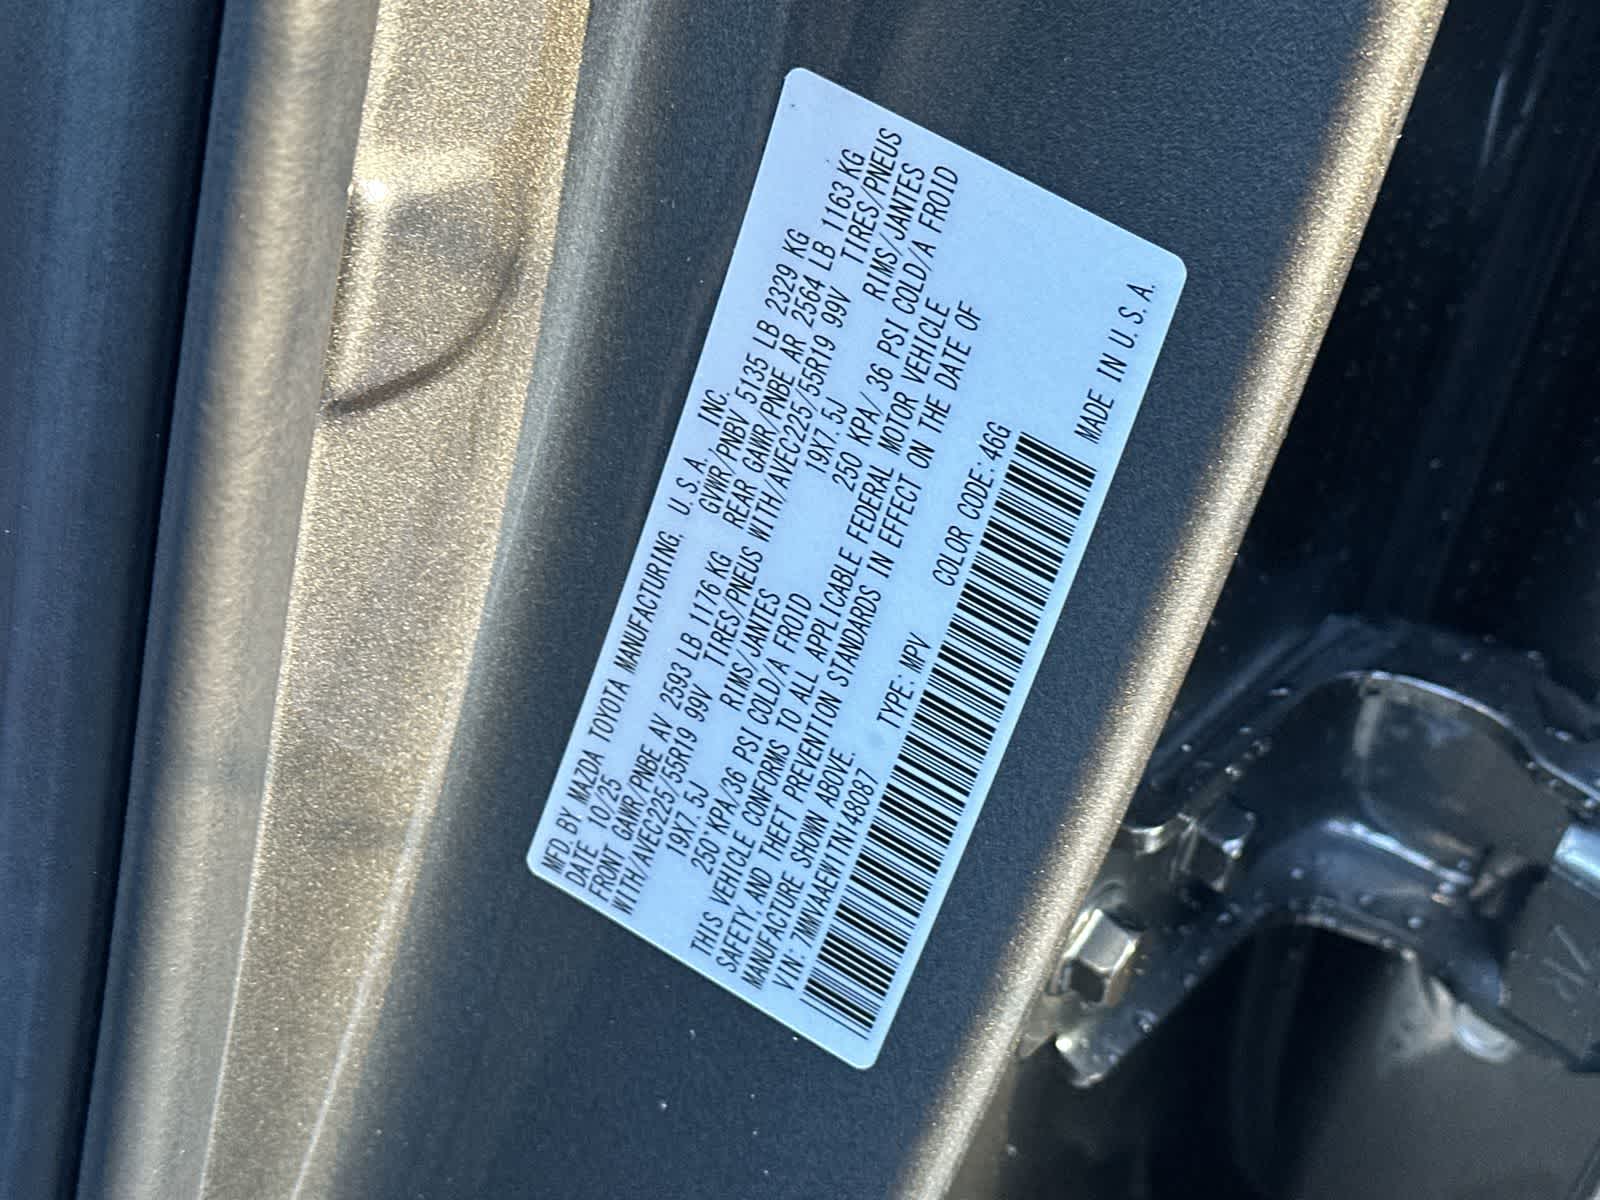 MFD.BY MAZDA TOYOTA MANUFACTURING, U.S.A. INC.
DATE 10/25 GVWR/PNBV 5135 LB 2329 KG
FRONT GAWR/PNBE AV 2593 LB 1176 KG REAR GAWR/PNBE AR 2564 LB 1163 KG
WITH/AVEC225/55R19 99V TIRES/PNEUS WITH/AVEC225/55R19 99V TIRES/PNEUS
19X7.5J RIMS/JANTES 19X7.5J RIMS/JANTES
250 KPA/36 PSI COLD/A FROID 250 KPA/ 36 PSI COLD/A FROID
THIS VEHICLE CONFORMS TO ALL APPLICABLE FEDERAL MOTOR VEHICLE
SAFETY, AND THEFT PREVENTION STANDARDS IN EFFECT ON THE DATE OF
MANUFACTURE SHOWN ABOVE.
VIN: 7MMVAAEW1TN148087 TYPE: MPV COLOR CODE: 46G
MADE IN U.S.A.